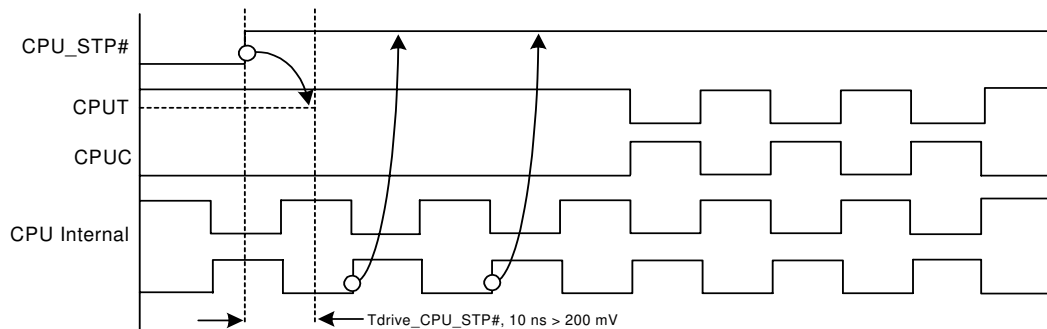 CPU_STP#
CPUT
CPUC
CPU Internal
Tdrive_CPU_STP#, 10 ns > 200 mV